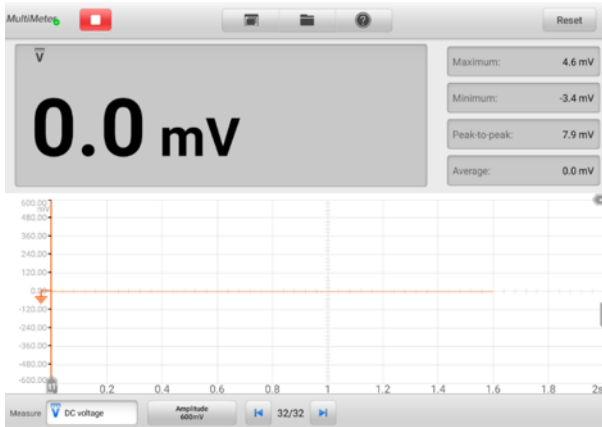 MultiMeter
Reset
V
0.0 mV
Maximum: 4.6 mV
Minimum: -3.4 mV
Peak-to-peak: 7.9 mV
Average: 0.0 mV
600.00
mV
480.00
360.00
240.00
120.00
0.00
-120.00
-240.00
-360.00
-480.00
-600.00
0.2 0.4 0.6 0.8 1 1.2 1.4 1.6 1.8 2s
Measure V DC voltage Amplitude 32/32
600mV